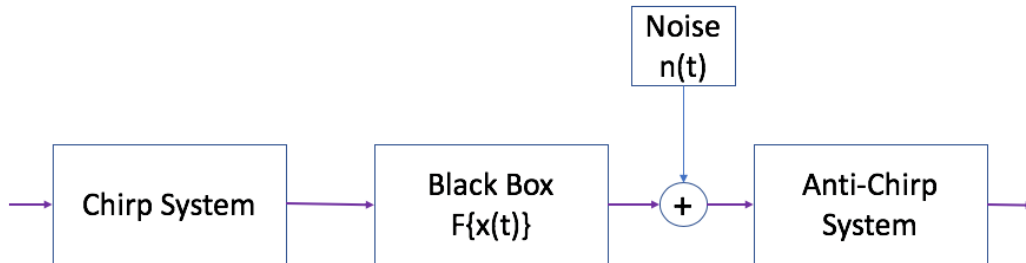 Noise
n(t)
Chirp System
Black Box
F{x(t)}
+
Anti-Chirp
System